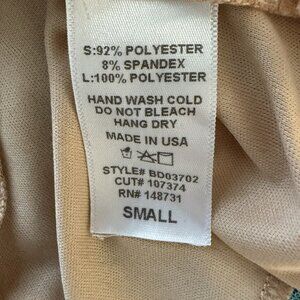 S:92% POLYESTER
8% SPANDEX
L:100% POLYESTER
HAND WASH COLD
DO NOT BLEACH
HANG DRY
MADE IN USA
STYLE# BD03702
CUT# 107374
RN# 148731
SMALL